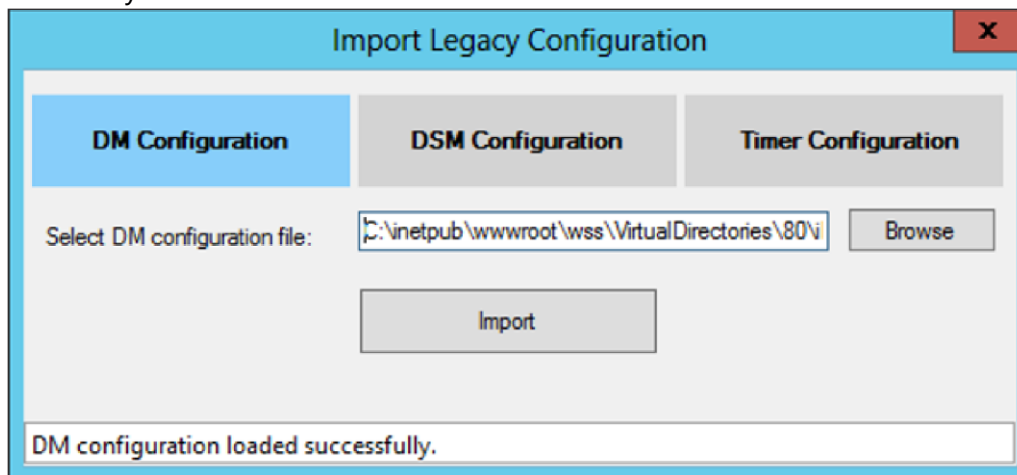 Import Legacy Configuration
x
DM Configuration DSM Configuration Timer Configuration
Select DM configuration file: C:\inetpub\wwwroot\wss\VirtualDirectories\80\i Browse
Import
DM configuration loaded successfully.